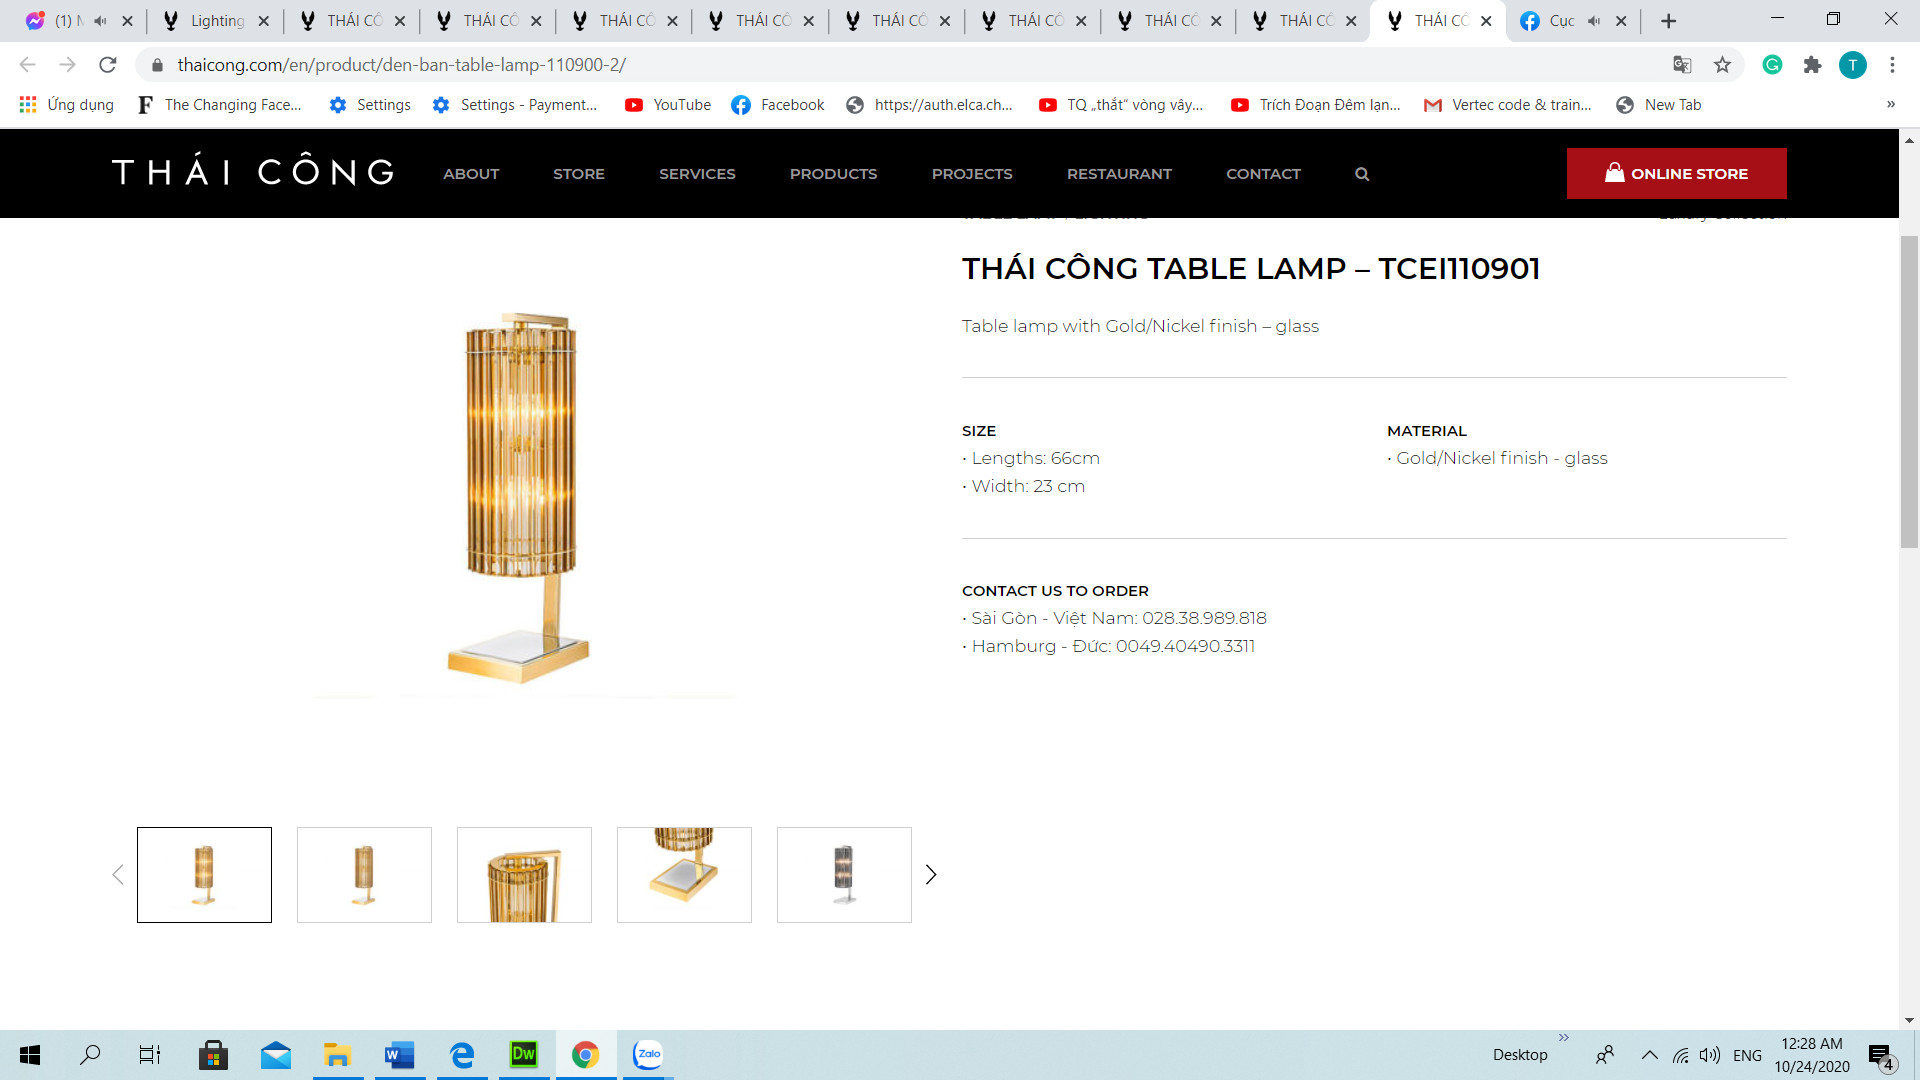 (1) M
Lighting
THÁI CÔ
THÁI CÔ
THÁI CÔ
THÁI CÔ
THÁI CÔ
THÁI CÔ
THÁI CÔ
THÁI CÔ
THÁI CÔ
Cục
thaicong.com/en/product/den-ban-table-lamp-110900-2/
T
Ứng dụng
The Changing Face...
Settings
Settings - Payment...
YouTube
Facebook
https://auth.elca.ch...
TQ „thắt“ vòng vây...
Trích Đoạn Đêm lạn...
Vertec code & train...
New Tab
»
THÁI CÔNG
ABOUT
STORE
SERVICES
PRODUCTS
PROJECTS
RESTAURANT
CONTACT
ONLINE STORE
THÁI CÔNG TABLE LAMP – TCEI110901
Table lamp with Gold/Nickel finish – glass
SIZE
• Lengths: 66cm
• Width: 23 cm
MATERIAL
• Gold/Nickel finish - glass
CONTACT US TO ORDER
• Sài Gòn - Việt Nam: 028.38.989.818
• Hamburg - Đức: 0049.40490.3311
Dw
Zalo
Desktop
»
ENG
12:28 AM
10/24/2020
4